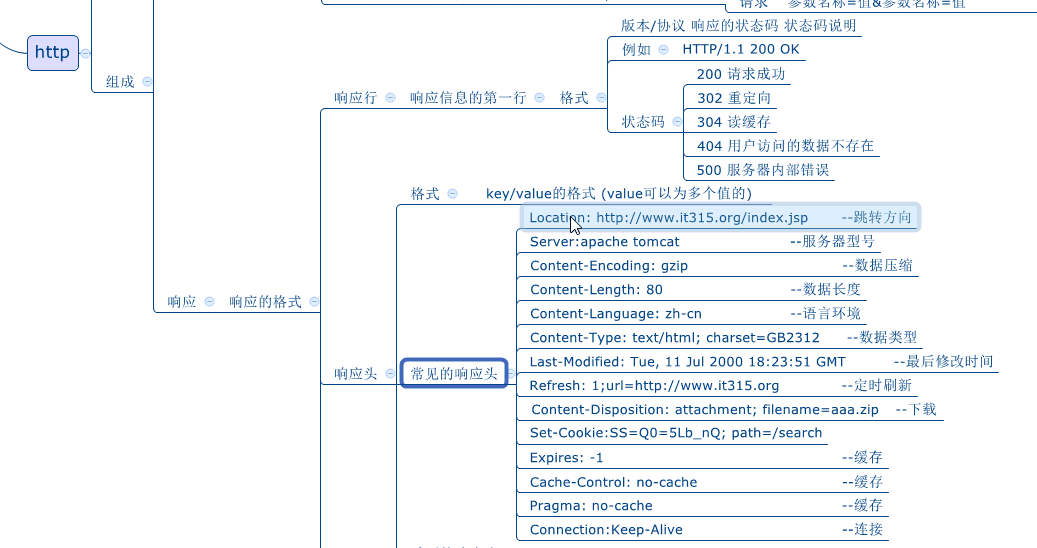 请求 参数名称=值&参数名称=值
http
组成
版本/协议 响应的状态码 状态码说明
例如 HTTP/1.1 200 OK
响应行 响应信息的第一行 格式
状态码
200 请求成功
302 重定向
304 读缓存
404 用户访问的数据不存在
500 服务器内部错误
响应 响应的格式
格式 key/value的格式 (value可以为多个值的)
响应头 常见的响应头
Location: http://www.it315.org/index.jsp --跳转方向
Server:apache tomcat --服务器型号
Content-Encoding: gzip --数据压缩
Content-Length: 80 --数据长度
Content-Language: zh-cn --语言环境
Content-Type: text/html; charset=GB2312 --数据类型
Last-Modified: Tue, 11 Jul 2000 18:23:51 GMT --最后修改时间
Refresh: 1;url=http://www.it315.org --定时刷新
Content-Disposition: attachment; filename=aaa.zip --下载
Set-Cookie:SS=Q0=5Lb_nQ; path=/search
Expires: -1 --缓存
Cache-Control: no-cache --缓存
Pragma: no-cache --缓存
Connection:Keep-Alive --连接